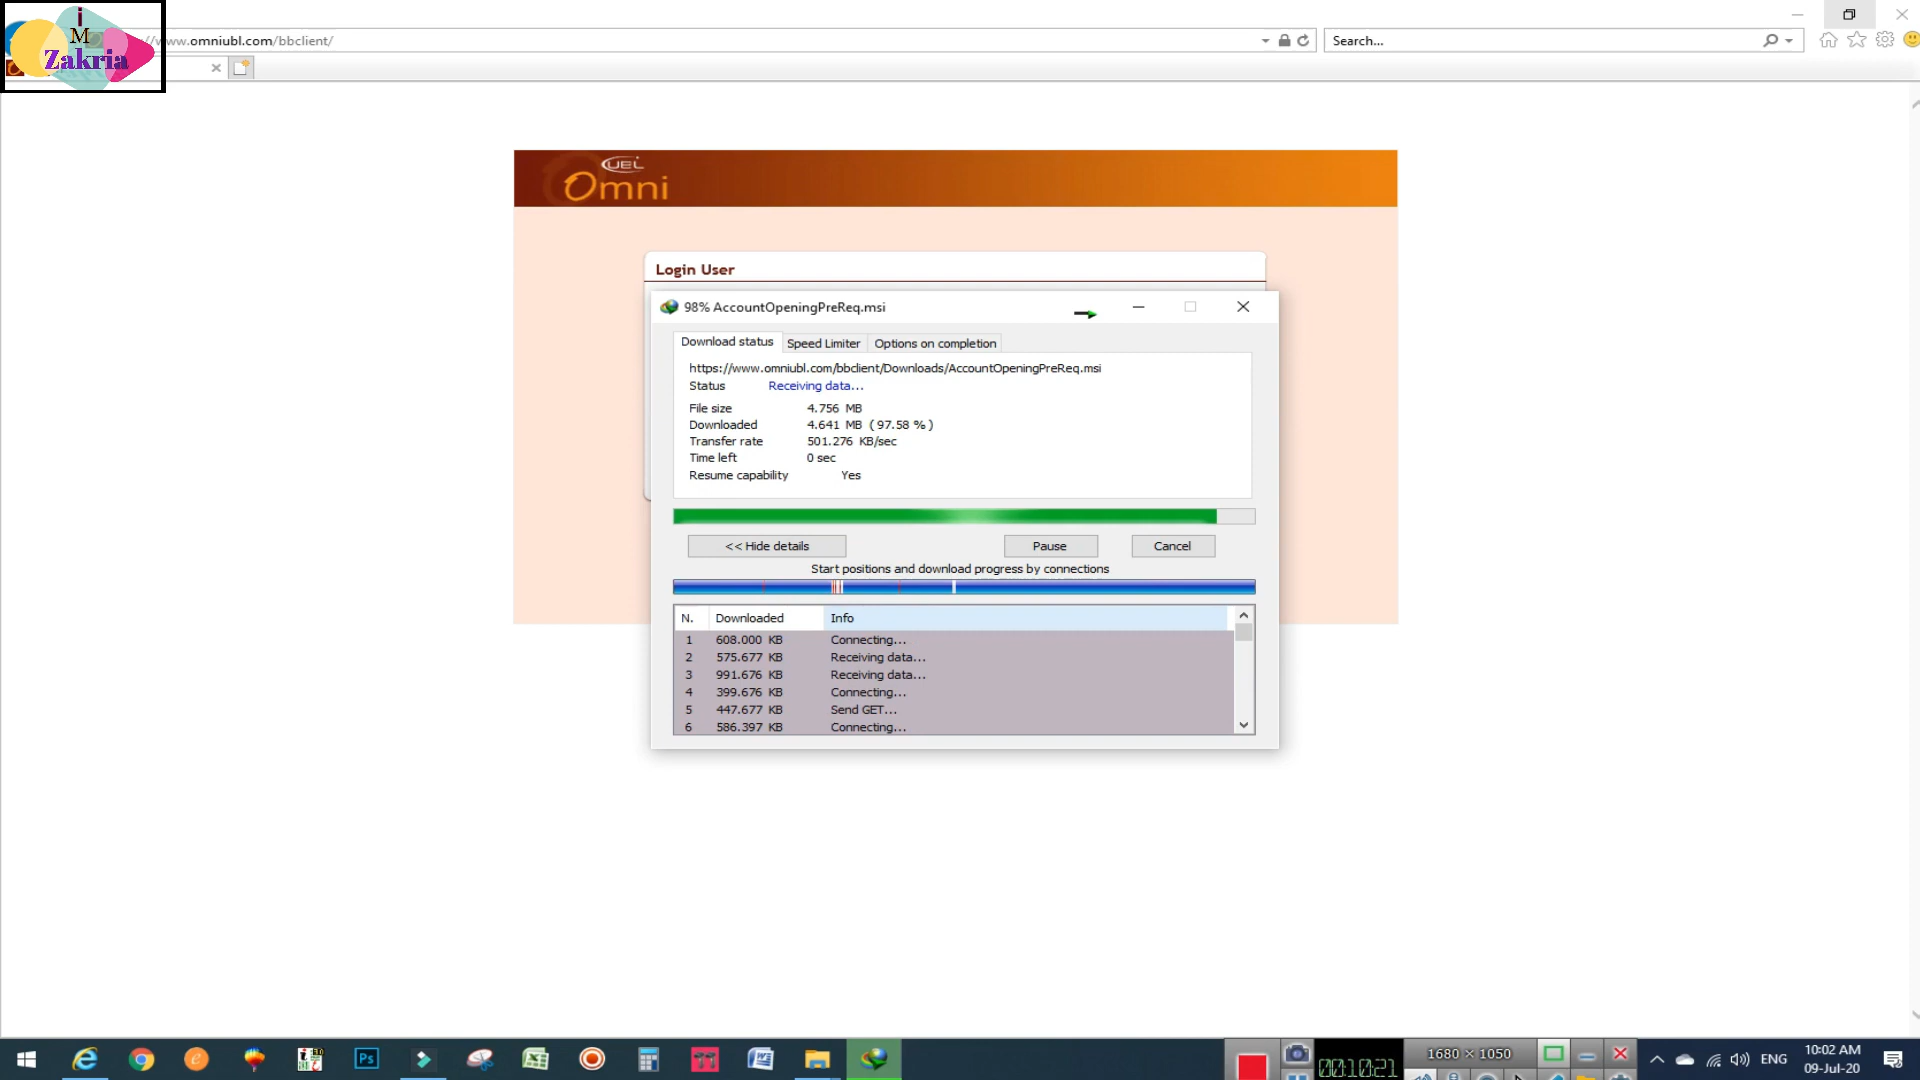 i
M
Zakria
www.omniubl.com/bbclient/
Search...
UBL
Omni
Login User
98% AccountOpeningPreReq.msi
Download status
Speed Limiter
Options on completion
https://www.omniubl.com/bbclient/Downloads/AccountOpeningPreReq.msi
Status Receiving data...
File size 4.756 MB
Downloaded 4.641 MB ( 97.58 % )
Transfer rate 501.276 KB/sec
Time left 0 sec
Resume capability Yes
<< Hide details
Pause
Cancel
Start positions and download progress by connections
N. Downloaded Info
1 608.000 KB Connecting...
2 575.677 KB Receiving data...
3 991.676 KB Receiving data...
4 399.676 KB Connecting...
5 447.677 KB Send GET...
6 586.397 KB Connecting...
Ps
00:10:21
1680 × 1050
ENG
10:02 AM
09-Jul-20